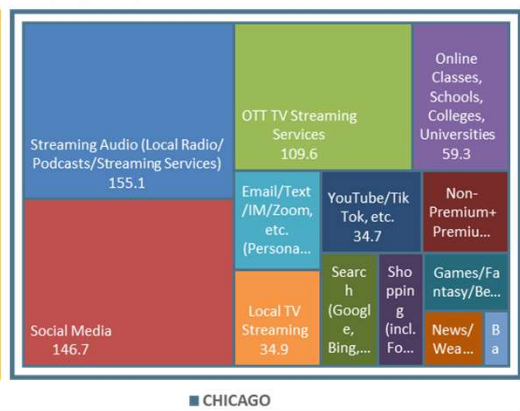 Streaming Audio (Local Radio/
Podcasts/Streaming Services)
155.1
Social Media
146.7
OTT TV Streaming
Services
109.6
Online
Classes,
Schools,
Colleges,
Universities
59.3
Email/Text
/IM/Zoom,
etc.
(Persona...
Local TV
Streaming
34.9
YouTube/Tik
Tok, etc.
34.7
Non-
Premium+
Premiu...
Searc
h
(Googl
e,
Bing,...
Sho
ppin
g
(incl.
Fo...
Games/Fa
ntasy/Be...
News/
Wea...
B
a
CHICAGO